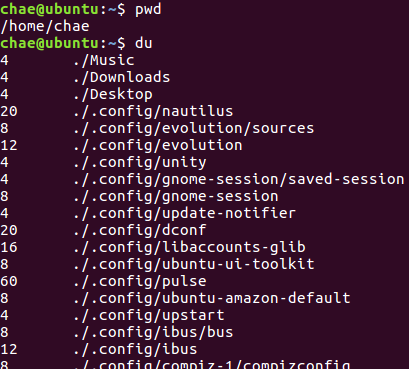 chae@ubuntu:~$ pwd
/home/chae
chae@ubuntu:~$ du
4	./Music
4	./Downloads
4	./Desktop
20	./.config/nautilus
8	./.config/evolution/sources
12	./.config/evolution
4	./.config/unity
4	./.config/gnome-session/saved-session
8	./.config/gnome-session
4	./.config/update-notifier
20	./.config/dconf
16	./.config/libaccounts-glib
8	./.config/ubuntu-ui-toolkit
60	./.config/pulse
8	./.config/ubuntu-amazon-default
4	./.config/upstart
8	./.config/ibus/bus
12	./.config/ibus
8	./.config/compiz-1/compizconfig